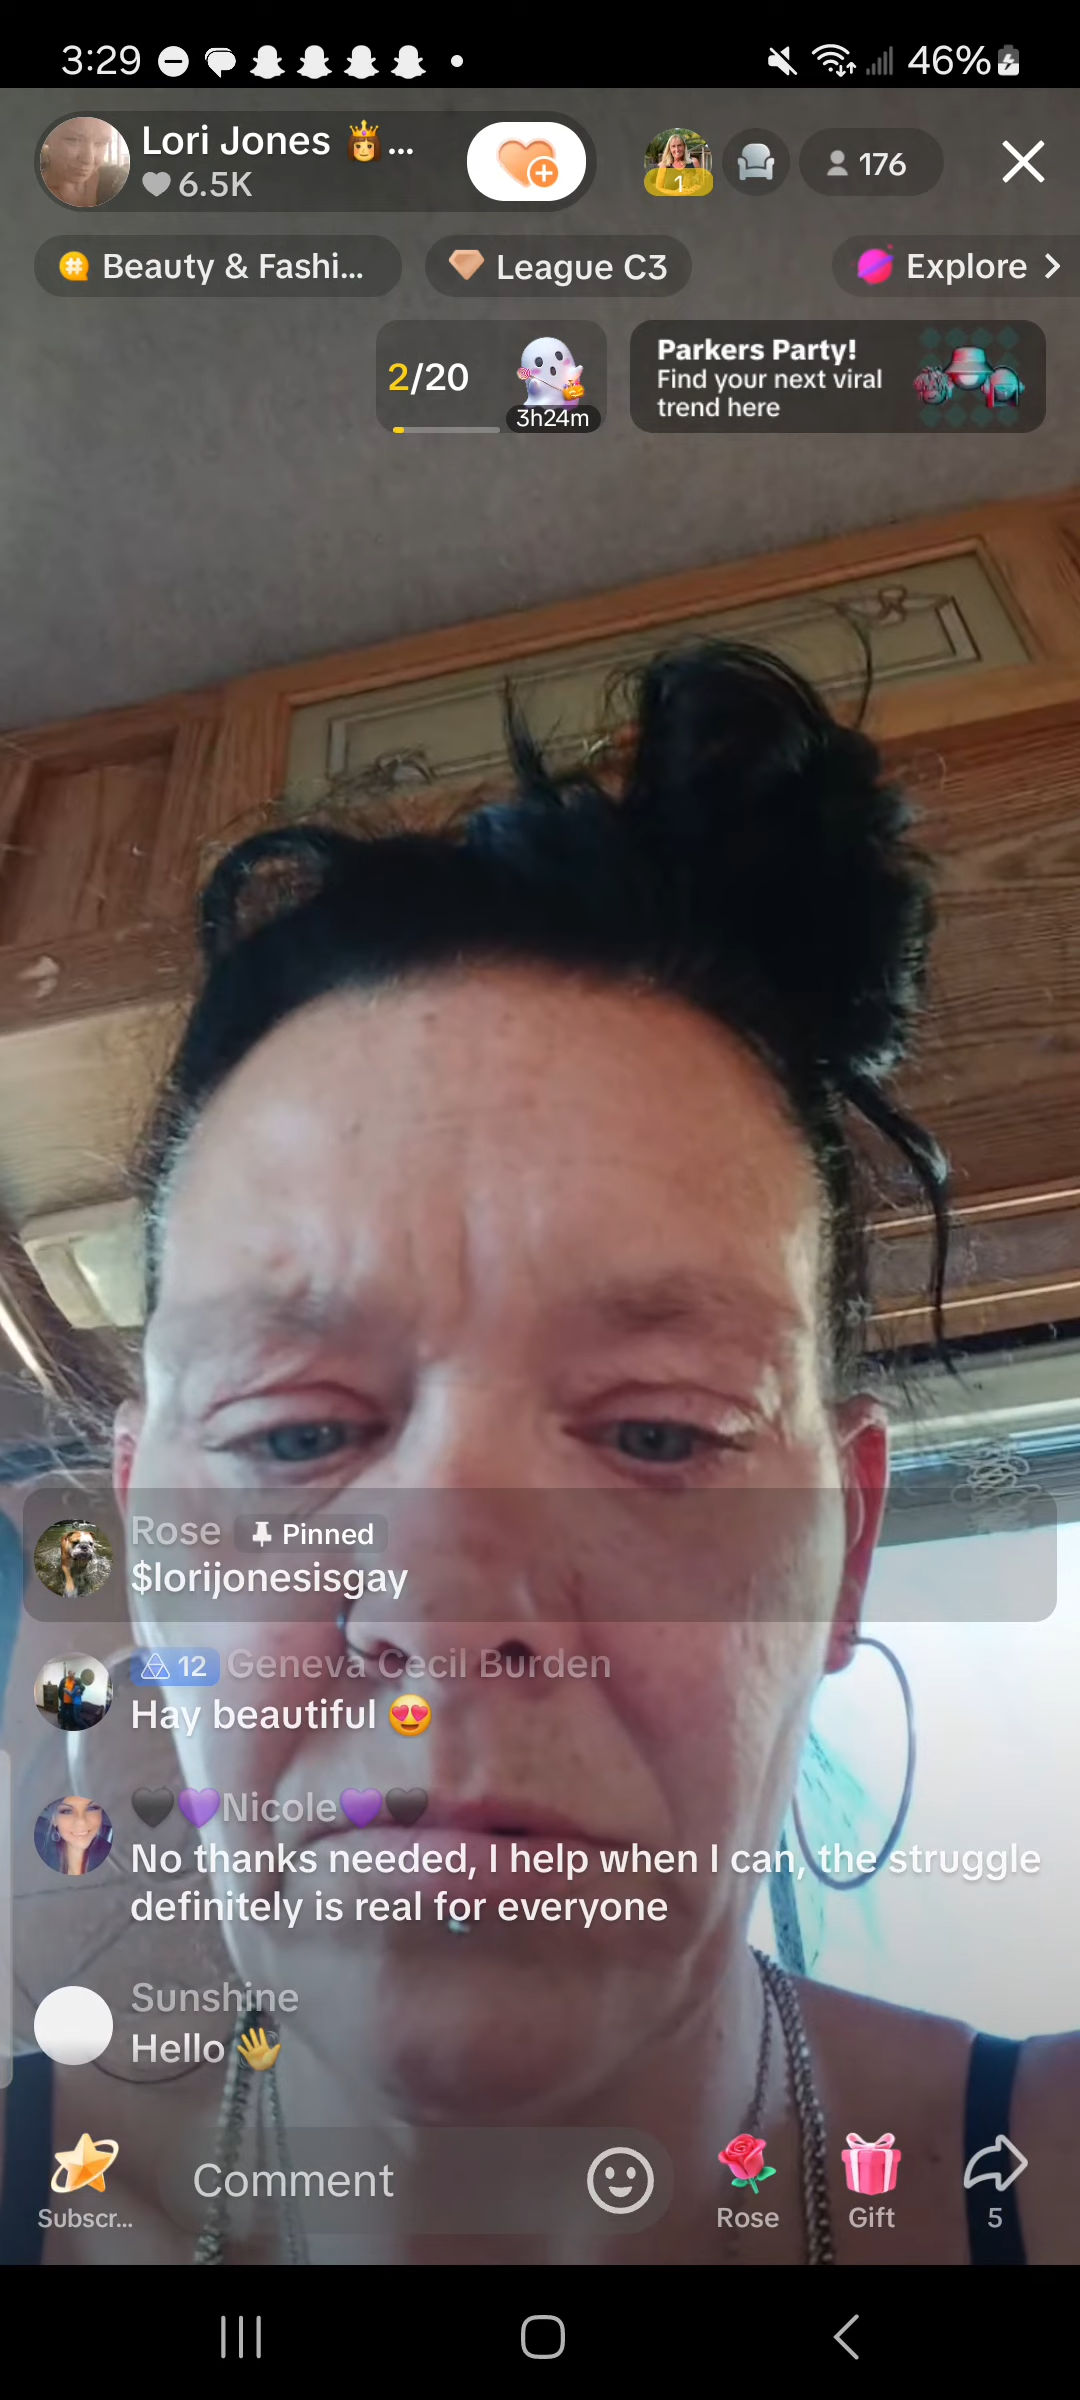 3:29 46%
Lori Jones 👸...
6.5K
1
176
Beauty & Fashi...
League C3
Explore >
2/20
3h24m
Parkers Party!
Find your next viral
trend here
Rose Pinned
$lorijonesisgay
12 Geneva Cecil Burden
Hay beautiful 😍
🖤💜Nicole💜🖤
No thanks needed, I help when I can, the struggle
definitely is real for everyone
Sunshine
Hello 👋
Comment
Subscr...
Rose
Gift
5